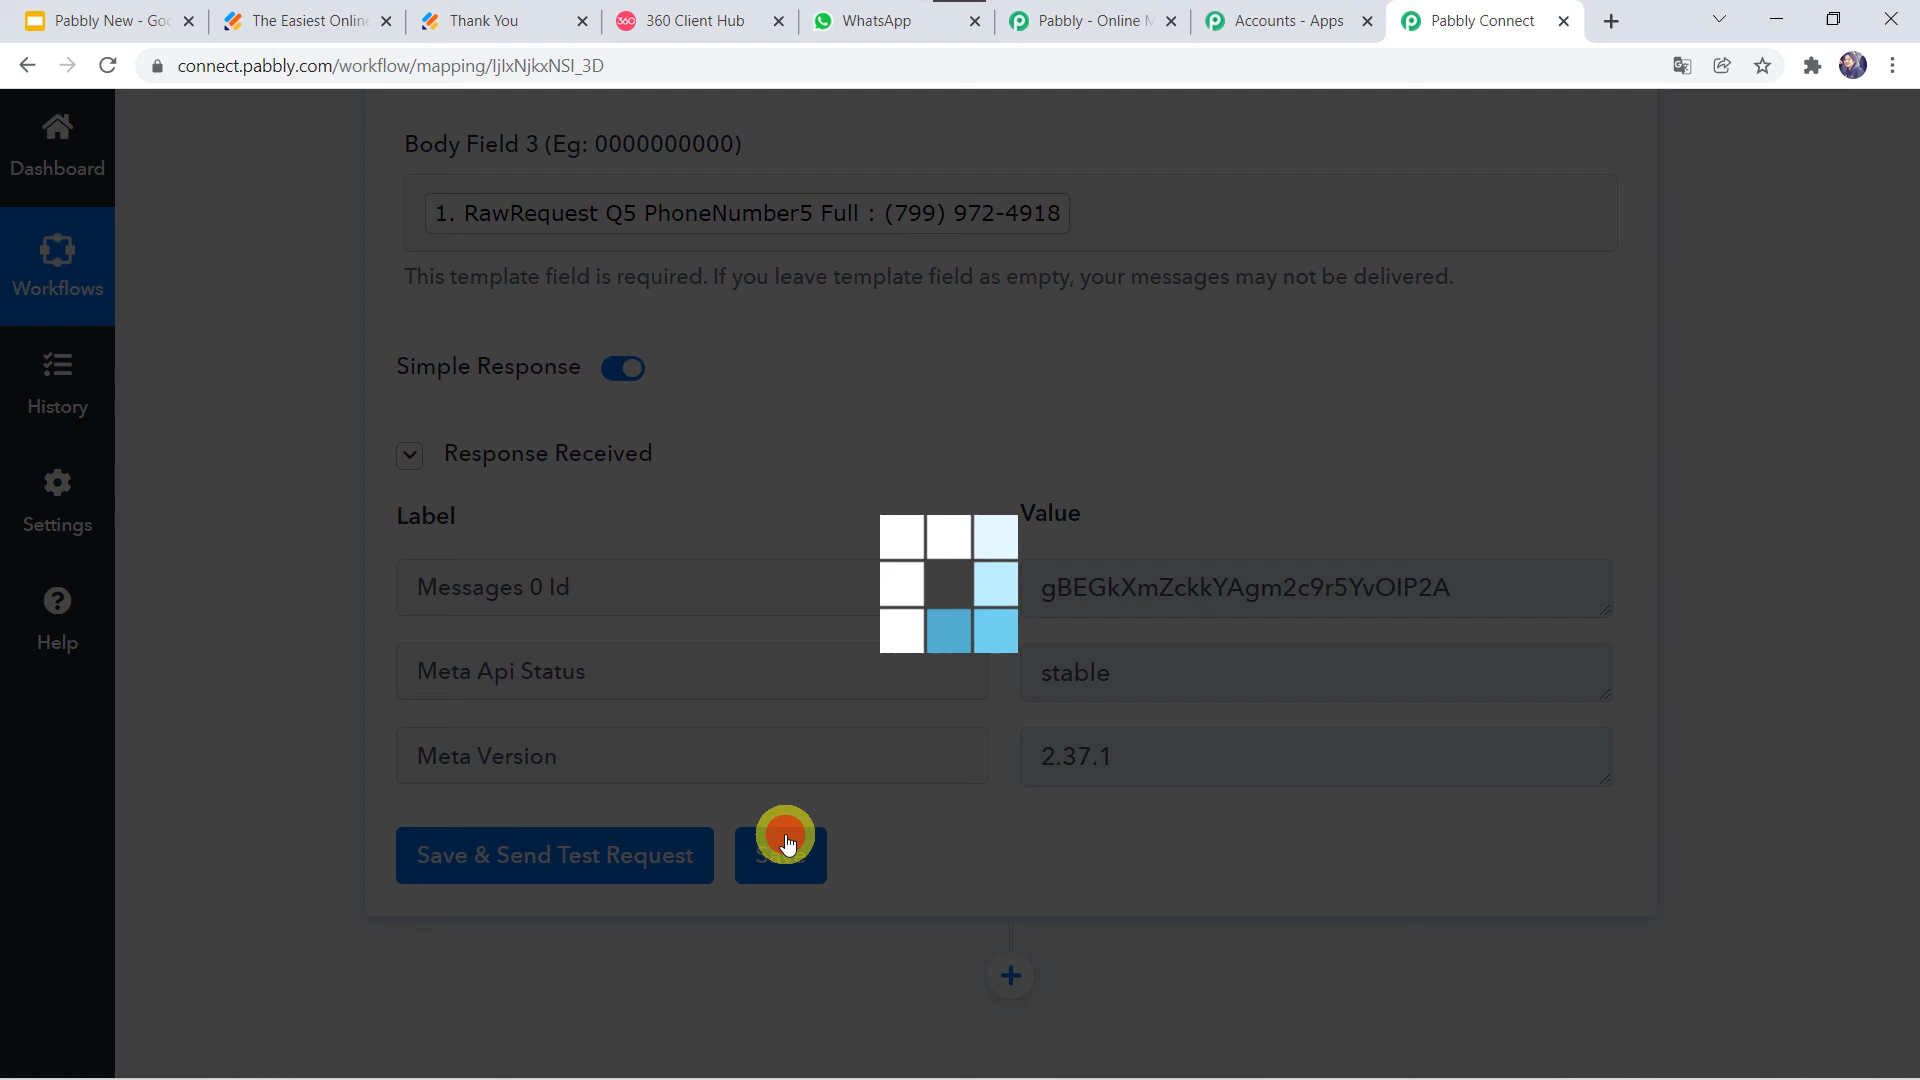 Pabbly New - Goo
The Easiest Online
Thank You
360 Client Hub
WhatsApp
Pabbly - Online M
Accounts - Apps
Pabbly Connect
connect.pabbly.com/workflow/mapping/IjIxNjkxNSI_3D
Dashboard
Workflows
History
Settings
Help
Body Field 3 (Eg: 0000000000)
1. RawRequest Q5 PhoneNumber5 Full : (799) 972-4918
This template field is required. If you leave template field as empty, your messages may not be delivered.
Simple Response
Response Received
Label
Value
Messages 0 Id
gBEGkXmZckkYAgm2c9r5YvOIP2A
Meta Api Status
stable
Meta Version
2.37.1
Save & Send Test Request
Save